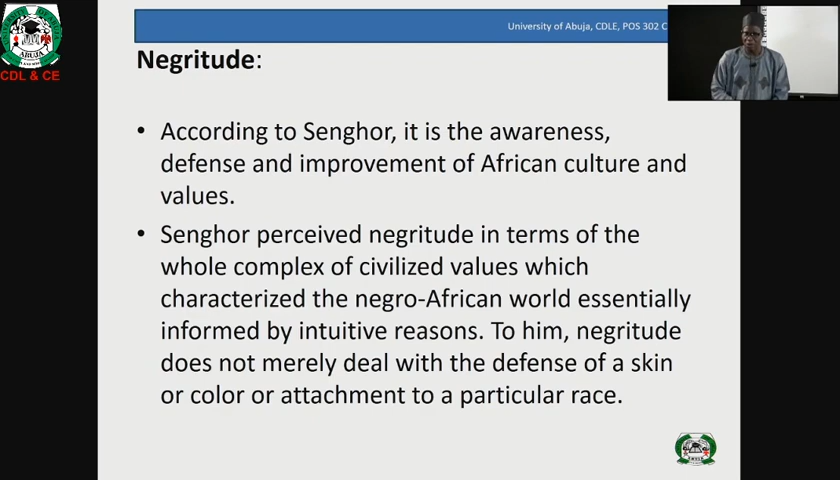 University of Abuja, CDLE, POS 302 C
CDL & CE
Negritude:
• According to Senghor, it is the awareness,
defense and improvement of African culture and
values.
• Senghor perceived negritude in terms of the
whole complex of civilized values which
characterized the negro-African world essentially
informed by intuitive reasons. To him, negritude
does not merely deal with the defense of a skin
or color or attachment to a particular race.